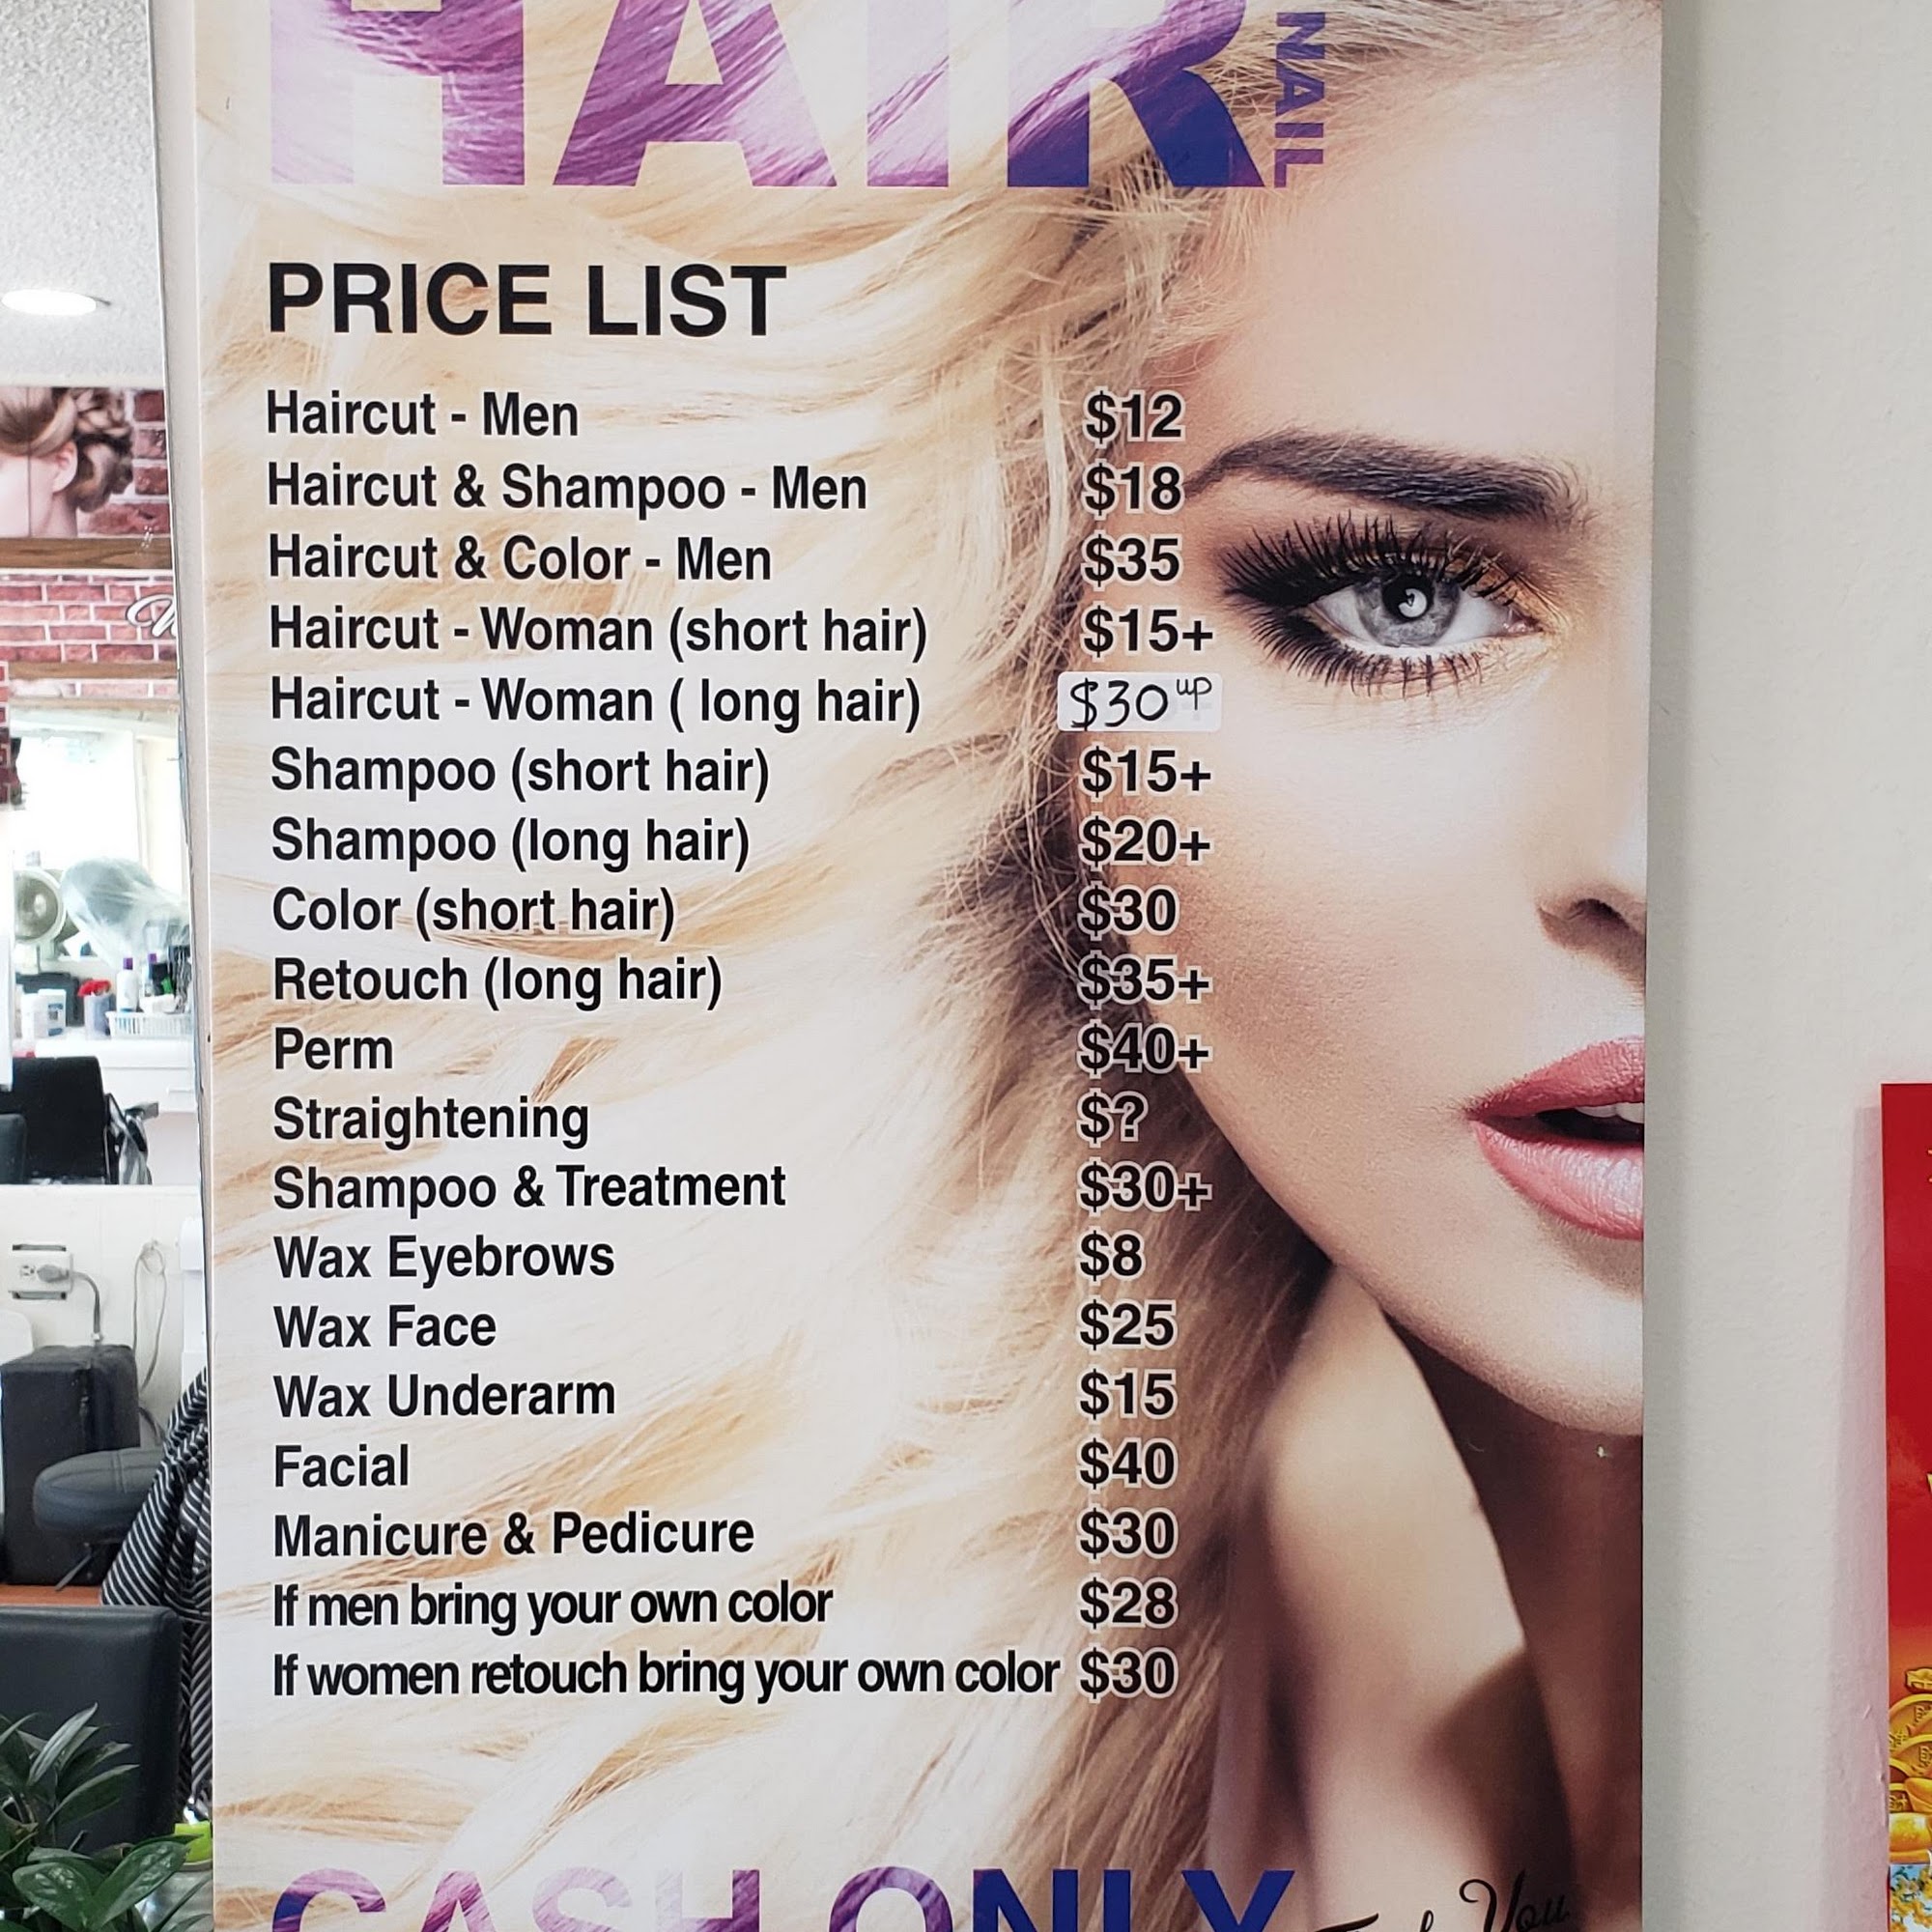 HAIR
NAIL
PRICE LIST
Haircut - Men $12
Haircut & Shampoo - Men $18
Haircut & Color - Men $35
Haircut - Woman (short hair) $15+
Haircut - Woman ( long hair) $30 up
Shampoo (short hair) $15+
Shampoo (long hair) $20+
Color (short hair) $30
Retouch (long hair) $35+
Perm $40+
Straightening $?
Shampoo & Treatment $30+
Wax Eyebrows $8
Wax Face $25
Wax Underarm $15
Facial $40
Manicure & Pedicure $30
If men bring your own color $28
If women retouch bring your own color $30
CASH ONLY
You